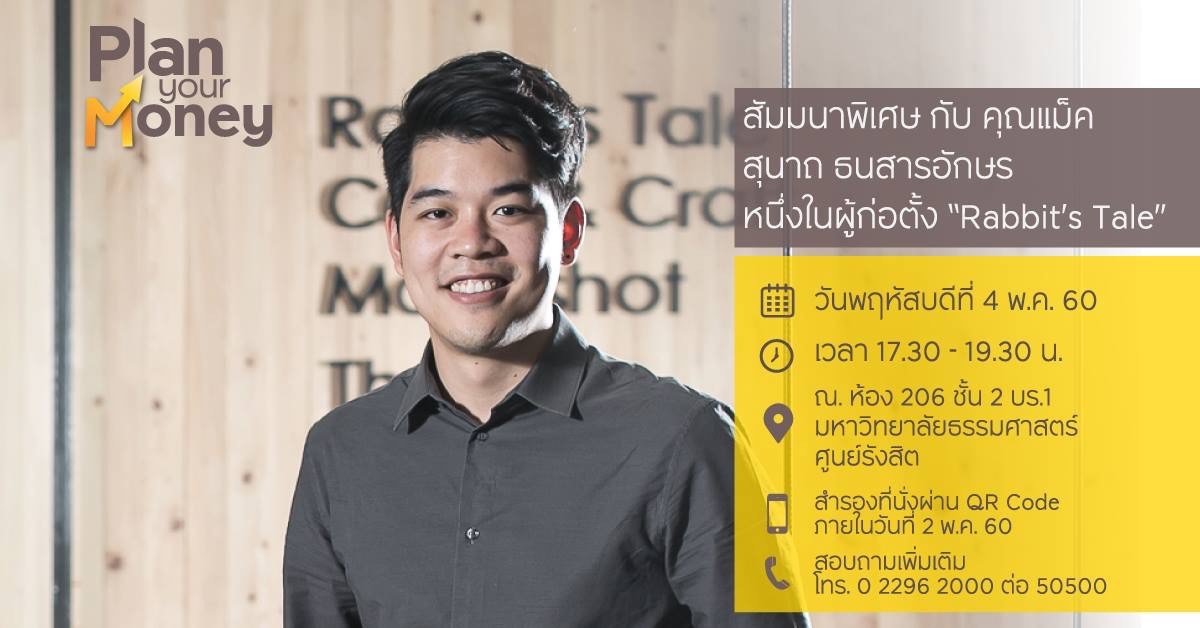 Plan
your
Money
สัมมนาพิเศษ กับ คุณแม็ค
สุนาถ ธนสารอักษร
หนึ่งในผู้ก่อตั้ง “Rabbit's Tale”
วันพฤหัสบดีที่ 4 พ.ค. 60
เวลา 17.30 - 19.30 น.
ณ. ห้อง 206 ชั้น 2 บร.1
มหาวิทยาลัยธรรมศาสตร์
ศูนย์รังสิต
สำรองที่นั่งผ่าน QR Code
ภายในวันที่ 2 พ.ค. 60
สอบถามเพิ่มเติม
โทร. 0 2296 2000 ต่อ 50500